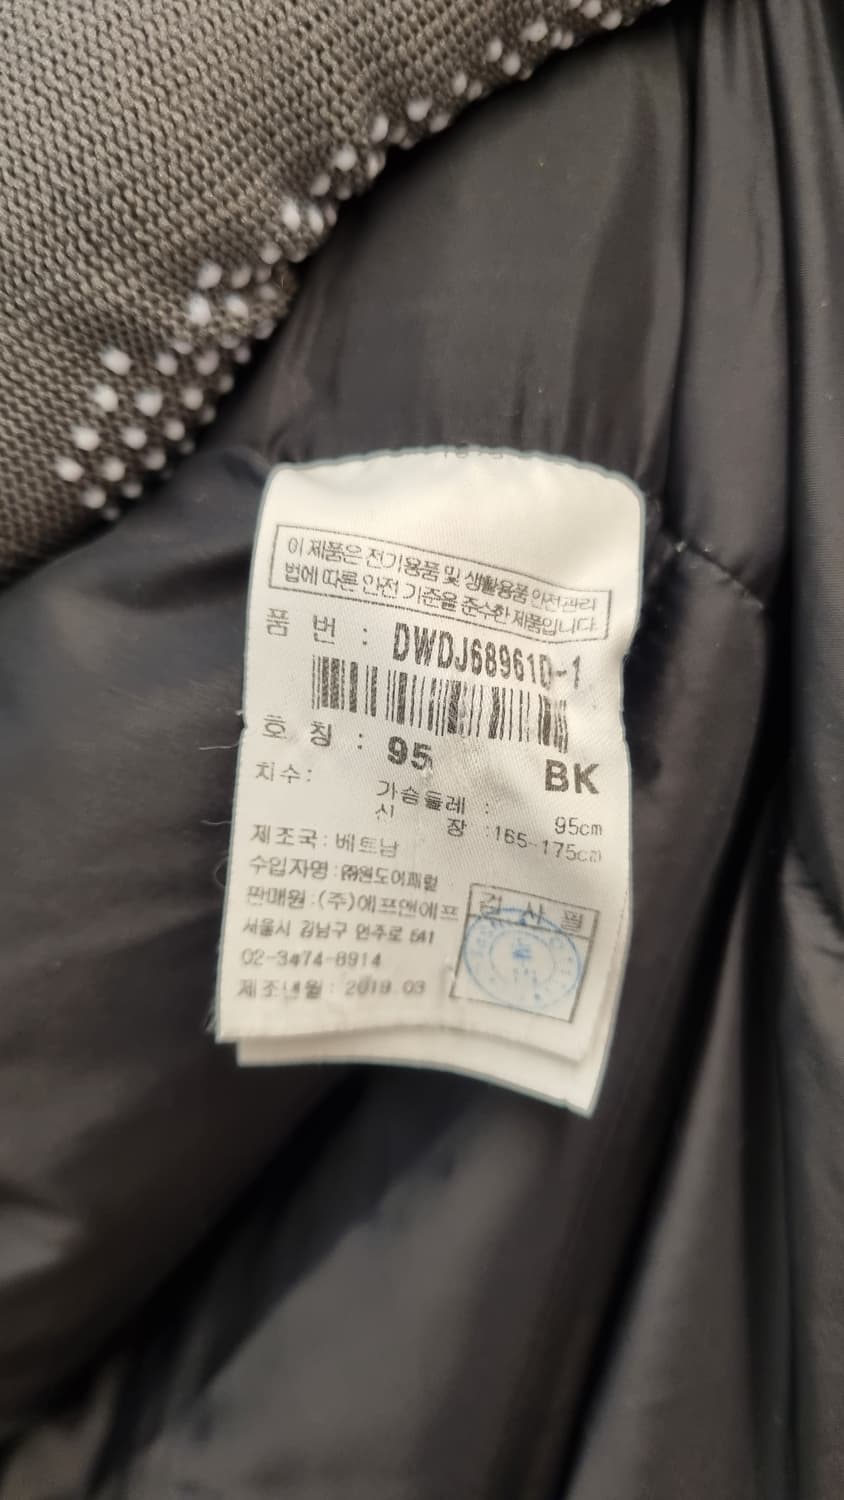 이 제품은 전기용품 및 생활용품 안전관리
법에 따른 안전 기준을 준수한 제품입니다.
품 번 : DWDJ68961D-1
호 칭 : 95 BK
치수:
가슴둘레 : 95cm
신 장 :165-175cm
제조국: 베트남
수입자명 : ㈜원도어패럴
판매원 :(주)에프앤에프
검 사 필
서울시 강남구 언주로 541
02-3474-8914
제조년월 : 2019.03